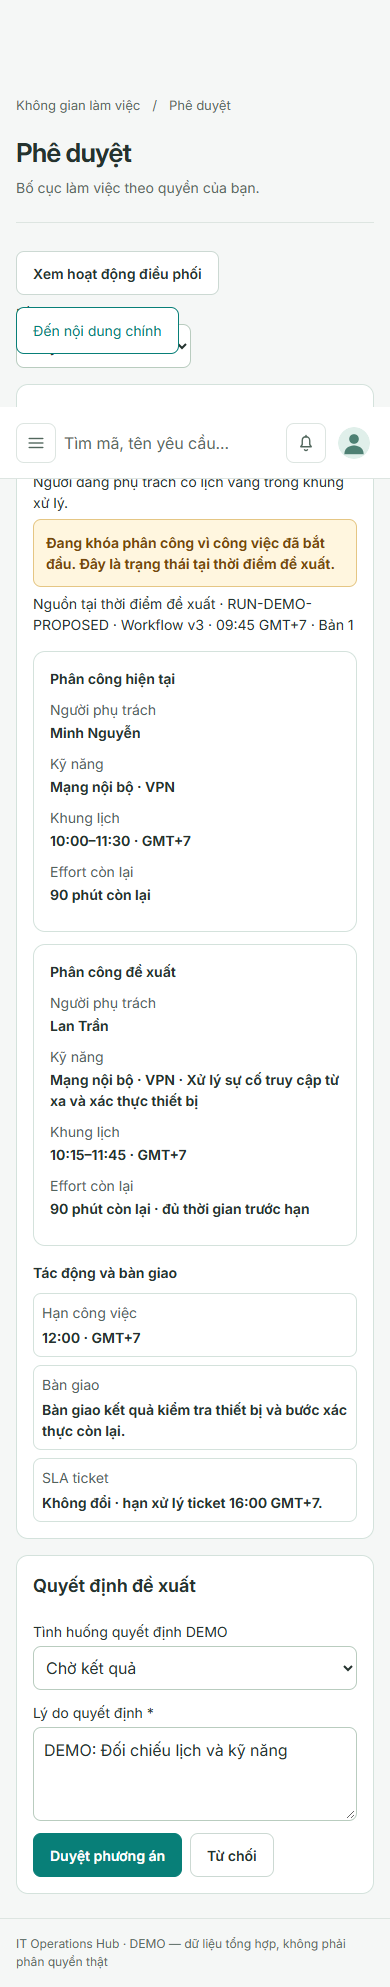 Không gian làm việc / Phê duyệt
Phê duyệt
Bố cục làm việc theo quyền của bạn.
Xem hoạt động điều phối
Đến nội dung chính
Tìm mã, tên yêu cầu...
Người đang phụ trách có lịch vắng trong khung
xử lý.
Đang khóa phân công vì công việc đã bắt
đầu. Đây là trạng thái tại thời điểm đề xuất.
Nguồn tại thời điểm đề xuất · RUN-DEMO-
PROPOSED · Workflow v3 · 09:45 GMT+7 · Bản 1
Phân công hiện tại
Người phụ trách
Minh Nguyễn
Kỹ năng
Mạng nội bộ · VPN
Khung lịch
10:00–11:30 · GMT+7
Effort còn lại
90 phút còn lại
Phân công đề xuất
Người phụ trách
Lan Trần
Kỹ năng
Mạng nội bộ · VPN · Xử lý sự cố truy cập từ
xa và xác thực thiết bị
Khung lịch
10:15–11:45 · GMT+7
Effort còn lại
90 phút còn lại · đủ thời gian trước hạn
Tác động và bàn giao
Hạn công việc
12:00 · GMT+7
Bàn giao
Bàn giao kết quả kiểm tra thiết bị và bước xác
thực còn lại.
SLA ticket
Không đổi · hạn xử lý ticket 16:00 GMT+7.
Quyết định đề xuất
Tình huống quyết định DEMO
Chờ kết quả
Lý do quyết định *
DEMO: Đối chiếu lịch và kỹ năng
Duyệt phương án
Từ chối
IT Operations Hub · DEMO — dữ liệu tổng hợp, không phải
phân quyền thật